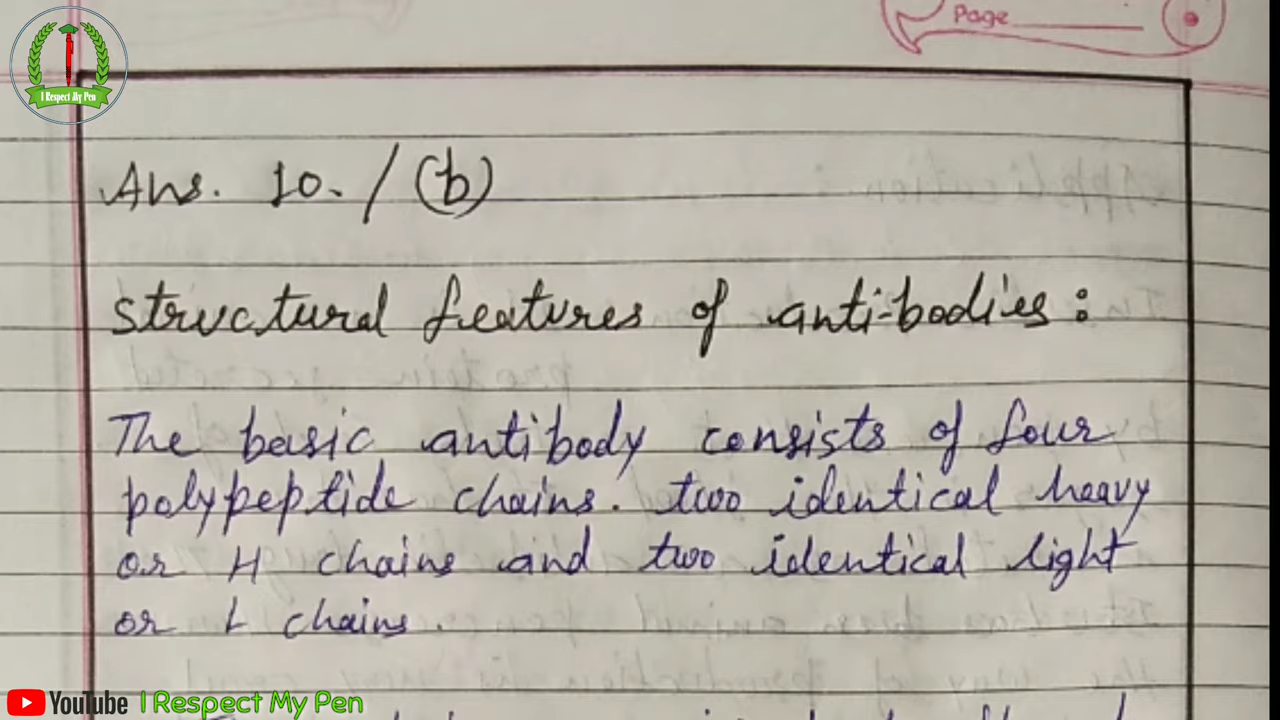 Page
I Respect My Pen
Ans. 10. / (b)
structural features of anti-bodies :
The basic antibody consists of four
polypeptide chains. two identical heavy
or H chains and two identical light
or L chains.
YouTube I Respect My Pen